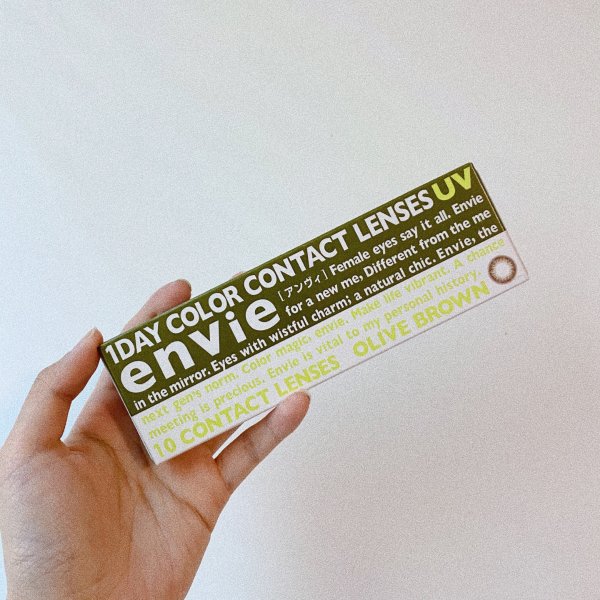 1DAY COLOR CONTACT LENSES UV
envie
[アンヴィ] Female eyes say it all. Envie
for a new me, Different from the me
in the mirror. Eyes with wistful charm; a natural chic. Envie, the
next gen's norm. Color magic, envie. Make life vibrant. A chance
meeting is precious. Envie is vital to my personal history.
10 CONTACT LENSES OLIVE BROWN